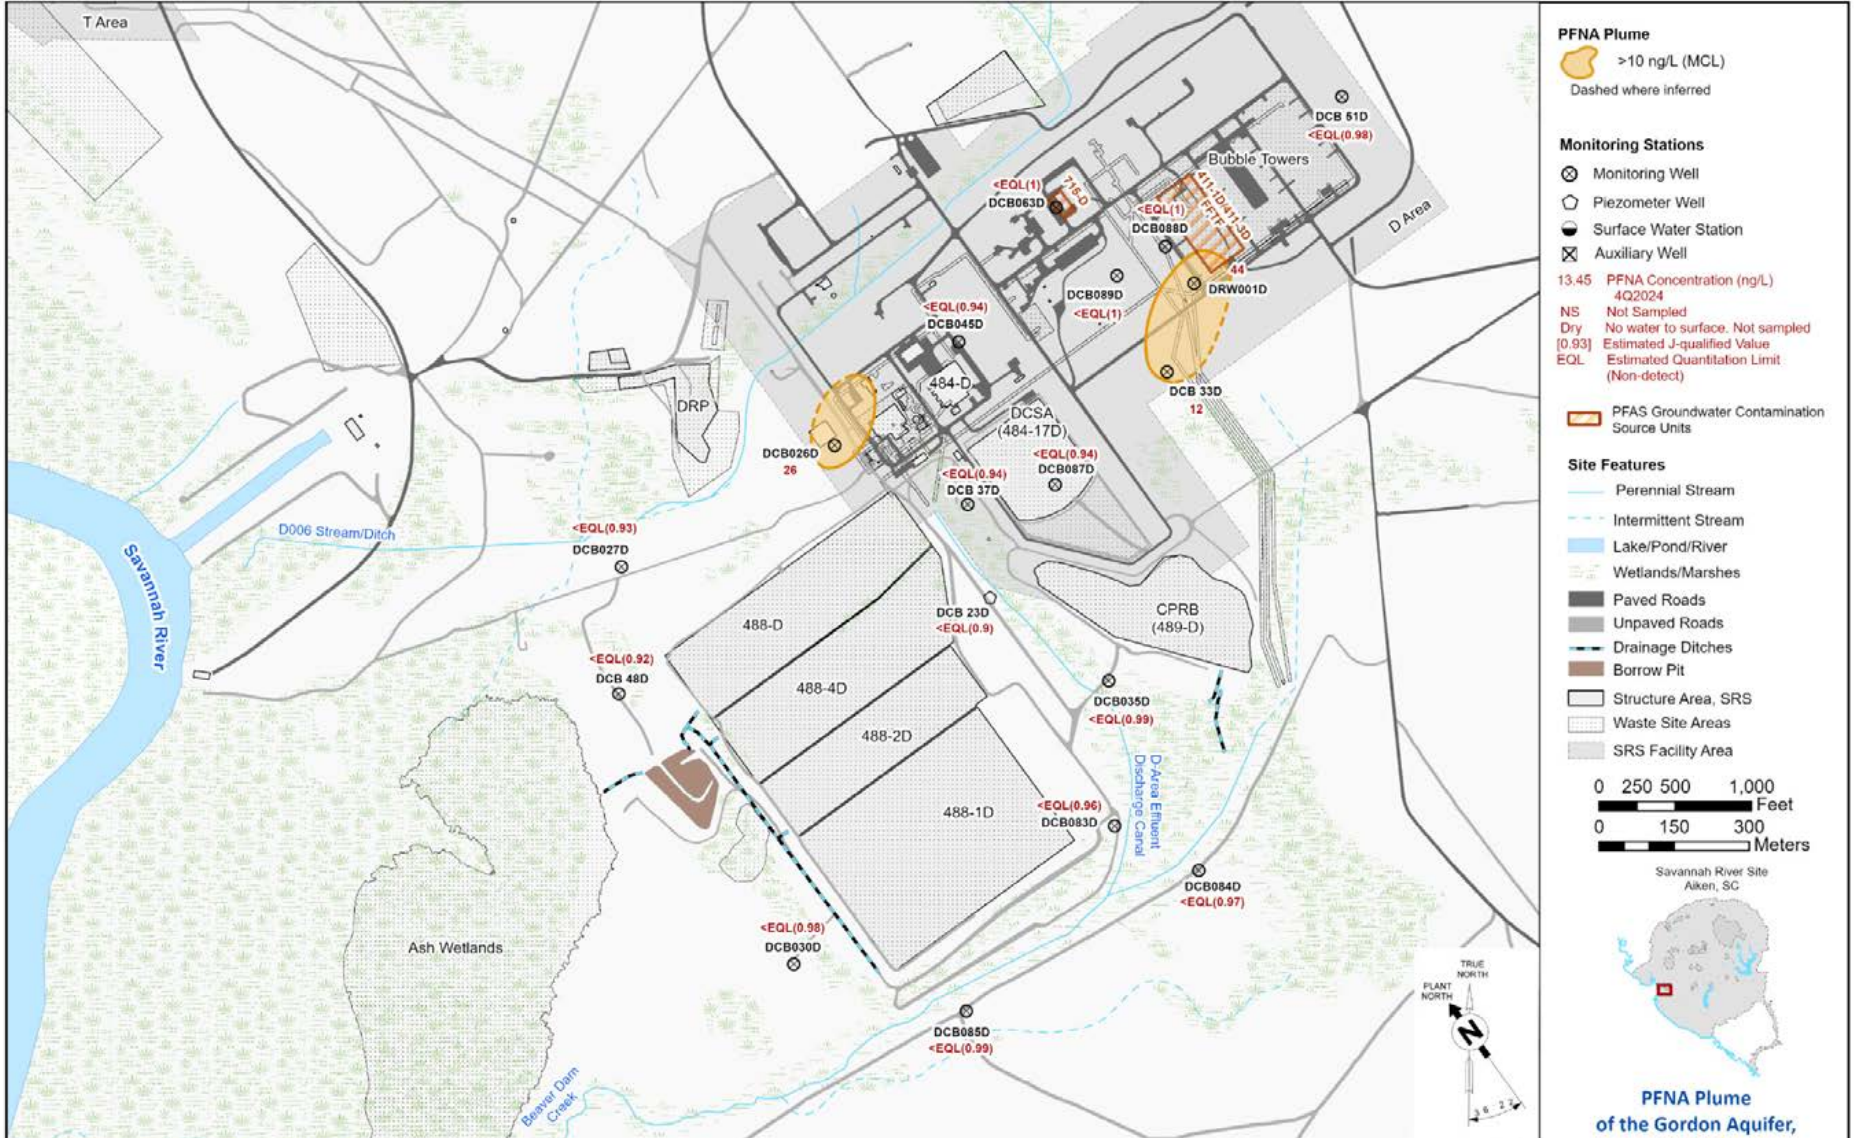 T Area
DCB 51D
<EQL(0.98)
Bubble Towers
<EQL(1)
DCB063D
715-D
411-1D/411-3D
FFTF
<EQL(1)
DCB088D
D Area
44
DRW001D
DCB089D
<EQL(1)
<EQL(0.94)
DCB045D
484-D
DRP
DCB 33D
12
DCSA
(484-17D)
DCB026D
26
<EQL(0.94)
DCB087D
<EQL(0.94)
DCB 37D
D006 Stream/Ditch
<EQL(0.93)
DCB027D
Savannah River
DCB 23D
<EQL(0.9)
CPRB
(489-D)
488-D
<EQL(0.92)
DCB 48D
488-4D
DCB035D
<EQL(0.99)
488-2D
D-Area Effluent
Discharge Canal
<EQL(0.96)
DCB083D
488-1D
DCB084D
<EQL(0.97)
<EQL(0.98)
DCB030D
Ash Wetlands
DCB085D
<EQL(0.99)
Beaver Dam
Creek
TRUE
NORTH
PLANT
NORTH
N
36 22
PFNA Plume
>10 ng/L (MCL)
Dashed where inferred
Monitoring Stations
Monitoring Well
Piezometer Well
Surface Water Station
Auxiliary Well
13.45 PFNA Concentration (ng/L)
4Q2024
NS Not Sampled
Dry No water to surface. Not sampled
[0.93] Estimated J-qualified Value
EQL Estimated Quantitation Limit
(Non-detect)
PFAS Groundwater Contamination
Source Units
Site Features
Perennial Stream
Intermittent Stream
Lake/Pond/River
Wetlands/Marshes
Paved Roads
Unpaved Roads
Drainage Ditches
Borrow Pit
Structure Area, SRS
Waste Site Areas
SRS Facility Area
0 250 500 1,000
Feet
0 150 300
Meters
Savannah River Site
Aiken, SC
PFNA Plume
of the Gordon Aquifer,